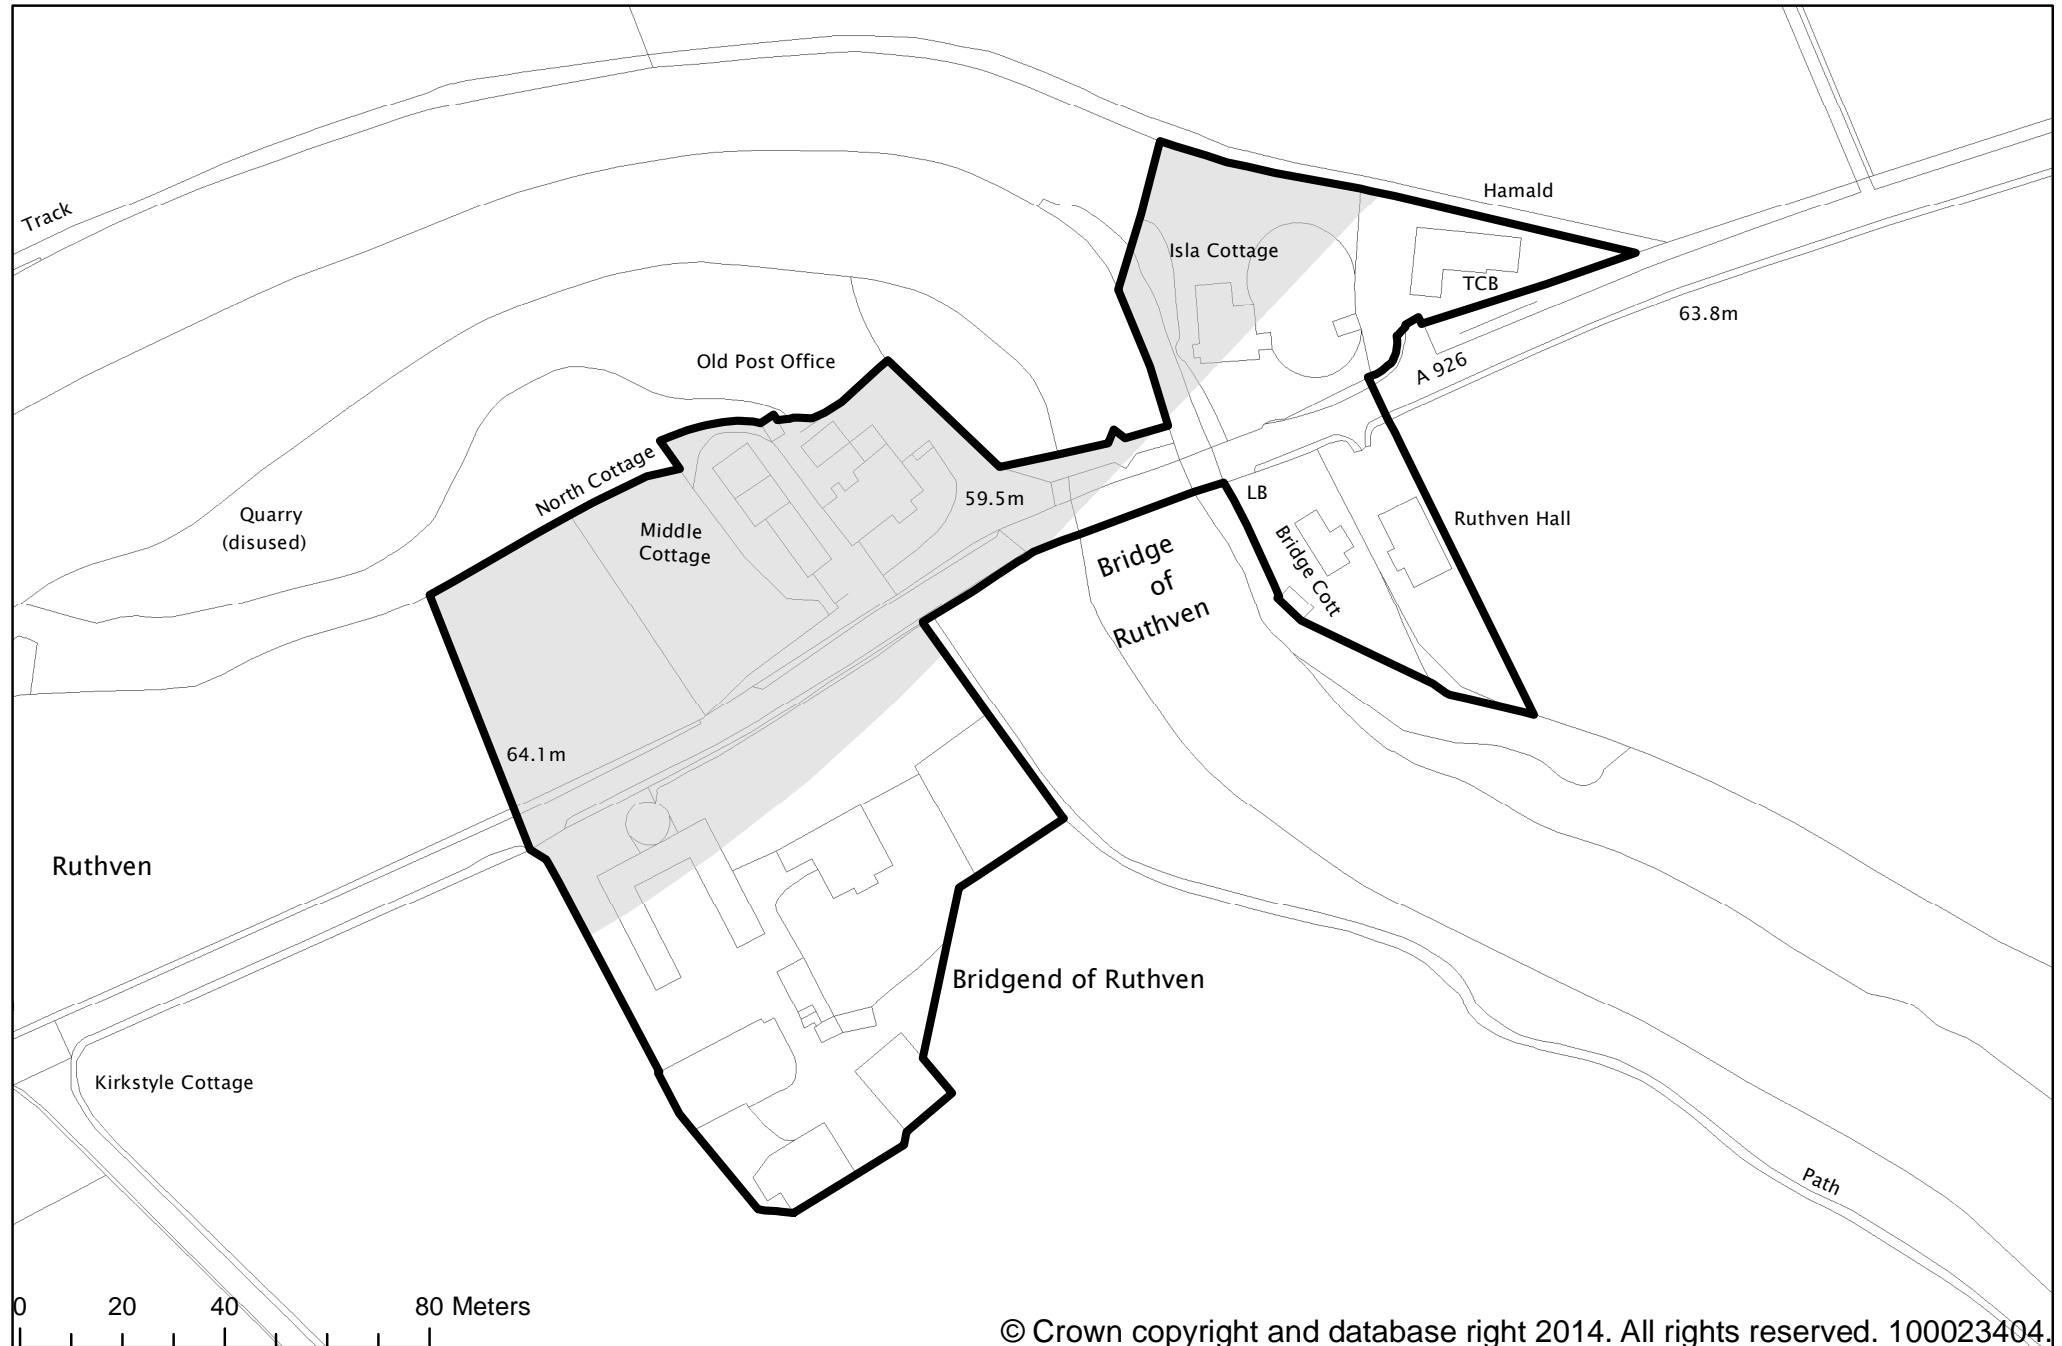 Track
Hamald
Isla Cottage
TCB
63.8m
A 926
Old Post Office
North Cottage
Quarry
(disused)
Middle
Cottage
59.5m
LB
Ruthven Hall
Bridge Cott
Bridge
of
Ruthven
64.1m
Ruthven
Bridgend of Ruthven
Kirkstyle Cottage
Path
0 20 40 80 Meters
© Crown copyright and database right 2014. All rights reserved. 100023404.